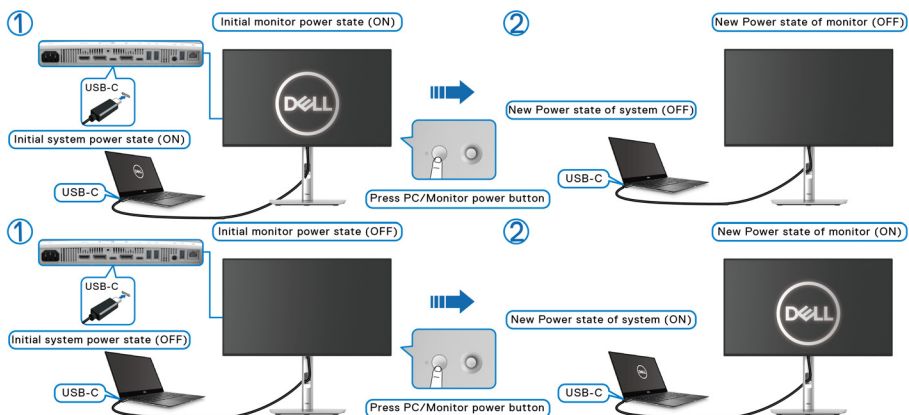 ① Initial monitor power state (ON)
USB-C
Initial system power state (ON)
DELL
DELL
USB-C
Press PC/Monitor power button
② New Power state of monitor (OFF)
New Power state of system (OFF)
USB-C
① Initial monitor power state (OFF)
USB-C
Initial system power state (OFF)
USB-C
Press PC/Monitor power button
② New Power state of monitor (ON)
New Power state of system (ON)
DELL
DELL
USB-C